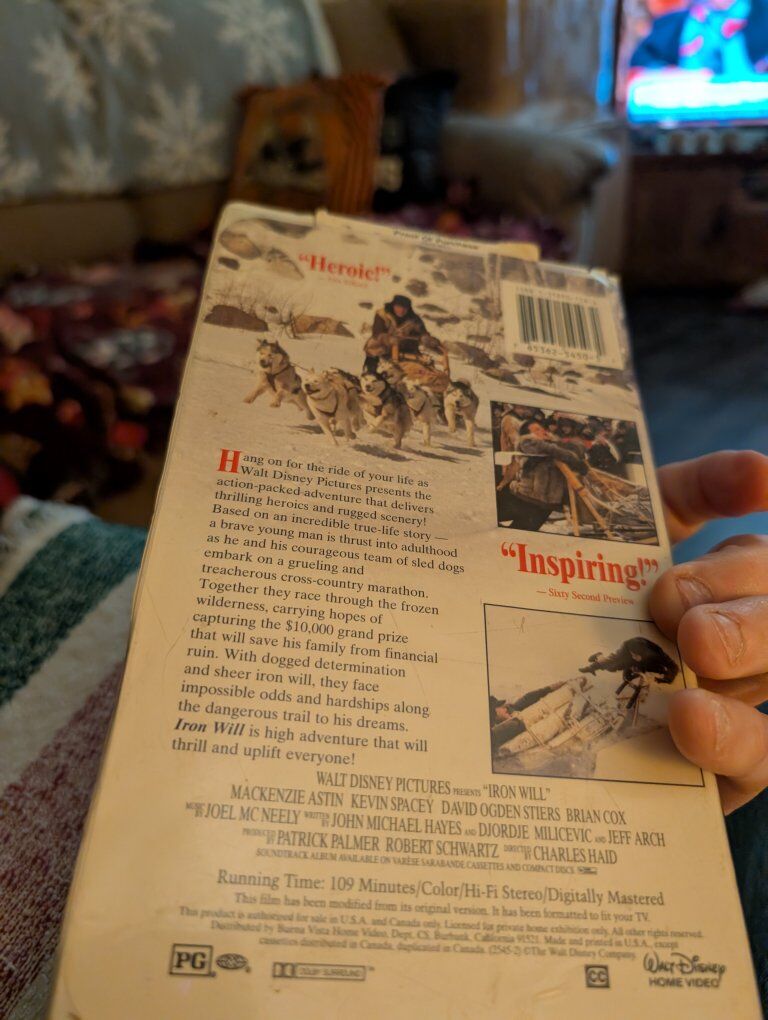 Proof of Purchase
"Heroic!"
Hang on for the ride of your life as
Walt Disney Pictures presents the
action-packed adventure that delivers
thrilling heroics and rugged scenery!
Based on an incredible true-life story —
a brave young man is thrust into adulthood
as he and his courageous team of sled dogs
embark on a grueling and
treacherous cross-country marathon.
Together they race through the frozen
wilderness, carrying hopes of
capturing the $10,000 grand prize
that will save his family from financial
ruin. With dogged determination
and sheer iron will, they face
impossible odds and hardships along
the dangerous trail to his dreams.
Iron Will is high adventure that will
thrill and uplift everyone!
"Inspiring!"
— Sixty Second Preview
WALT DISNEY PICTURES PRESENTS "IRON WILL"
MACKENZIE ASTIN KEVIN SPACEY DAVID OGDEN STIERS BRIAN COX
MUSIC BY JOEL MCNEELY WRITTEN BY JOHN MICHAEL HAYES AND DJORDJE MILICEVIC AND JEFF ARCH
PRODUCED BY PATRICK PALMER ROBERT SCHWARTZ DIRECTED BY CHARLES HAID
SOUNDTRACK ALBUM AVAILABLE ON VARÈSE SARABANDE CASSETTES AND COMPACT DISCS
Running Time: 109 Minutes/Color/Hi-Fi Stereo/Digitally Mastered
This film has been modified from its original version. It has been formatted to fit your TV.
This product is authorized for sale in U.S.A. and Canada only. Licensed for private home exhibition only. All other rights reserved.
Distributed by Buena Vista Home Video, Dept. CS, Burbank, California 91521. Made and printed in U.S.A., except
cassettes distributed in Canada, duplicated in Canada. (2545-2) ©The Walt Disney Company.
PG
DOLBY SURROUND
CC
WALT DISNEY
HOME VIDEO